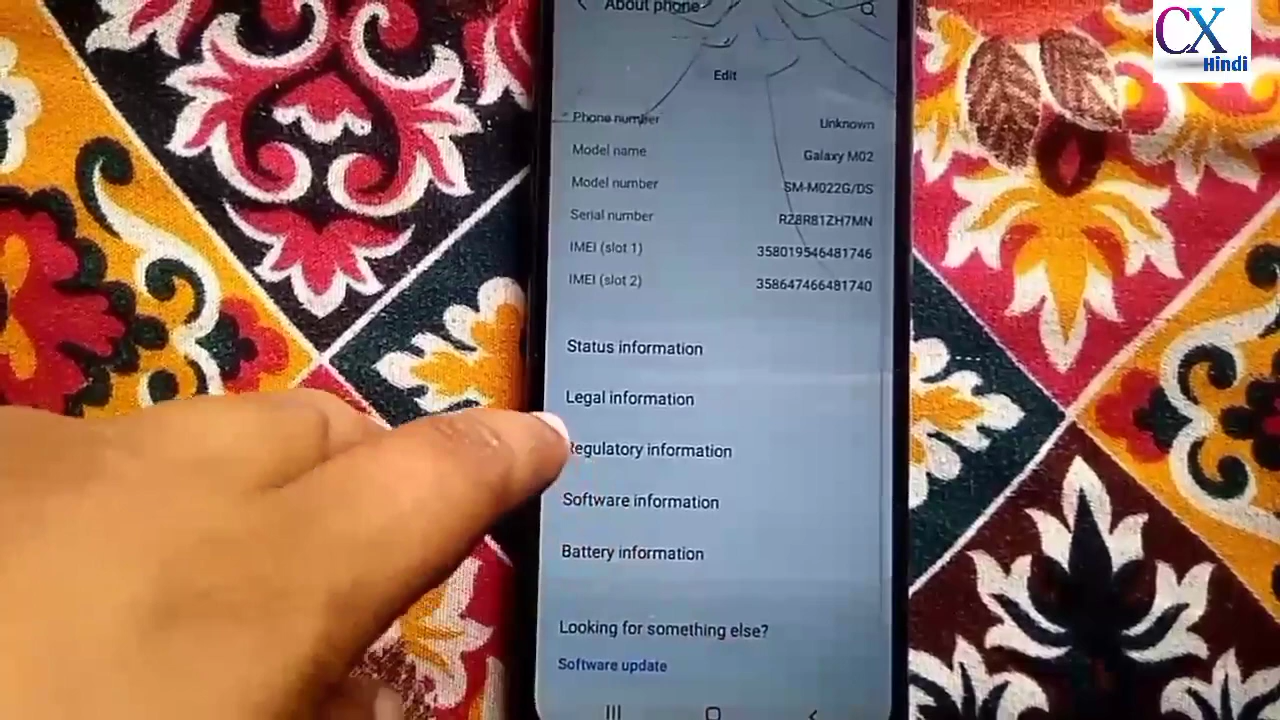 About phone
CX
Hindi
Edit
Phone number Unknown
Model name Galaxy M02
Model number SM-M022G/DS
Serial number RZ8R81ZH7MN
IMEI (slot 1) 358019546481746
IMEI (slot 2) 358647466481740
Status information
Legal information
Regulatory information
Software information
Battery information
Looking for something else?
Software update